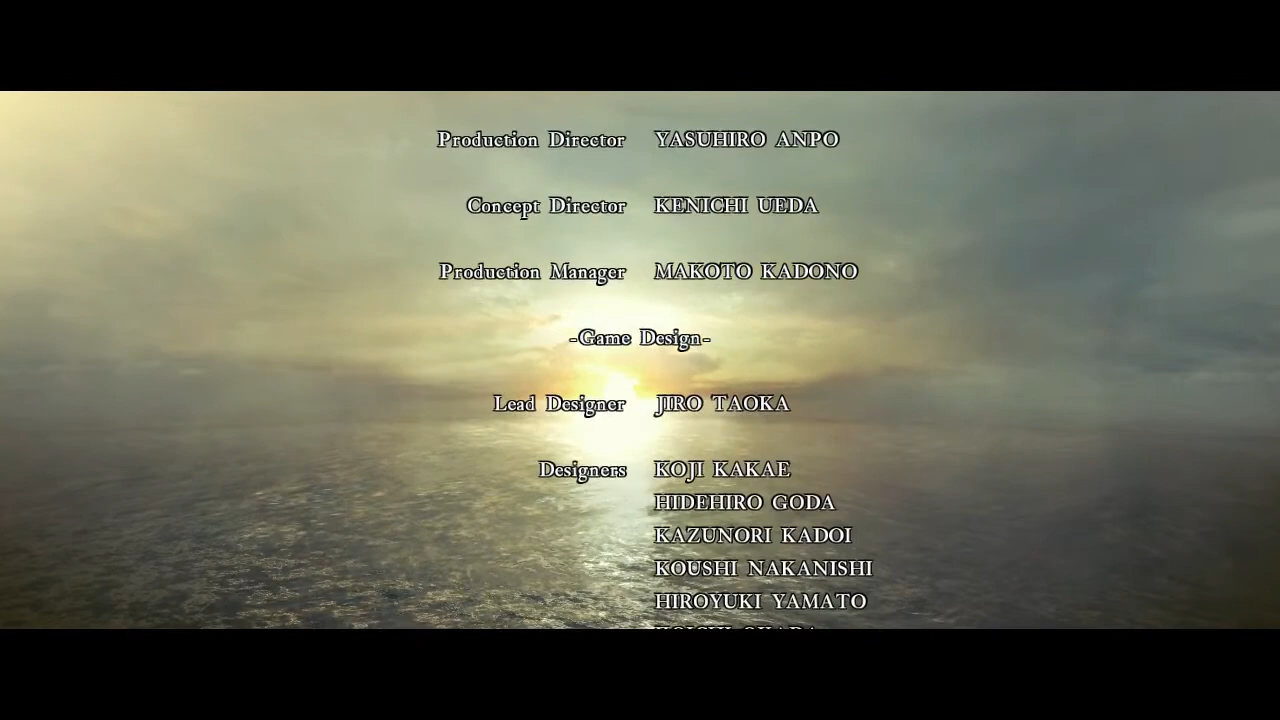 Production Director YASUHIRO ANPO
Concept Director KENICHI UEDA
Production Manager MAKOTO KADONO
-Game Design-
Lead Designer JIRO TAOKA
Designers KOJI KAKAE
HIDEHIRO GODA
KAZUNORI KADOI
KOUSHI NAKANISHI
HIROYUKI YAMATO